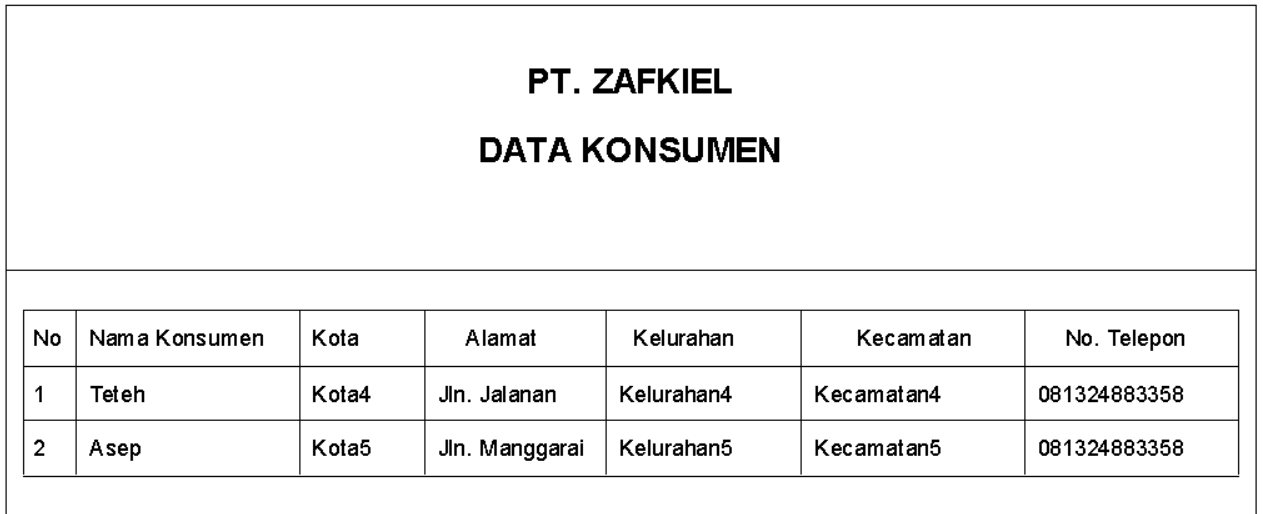 PT. ZAFKIEL
DATA KONSUMEN
No Nama Konsumen Kota Alamat Kelurahan Kecamatan No. Telepon
1 Teteh Kota4 Jln. Jalanan Kelurahan4 Kecamatan4 081324883358
2 Asep Kota5 Jln. Manggarai Kelurahan5 Kecamatan5 081324883358